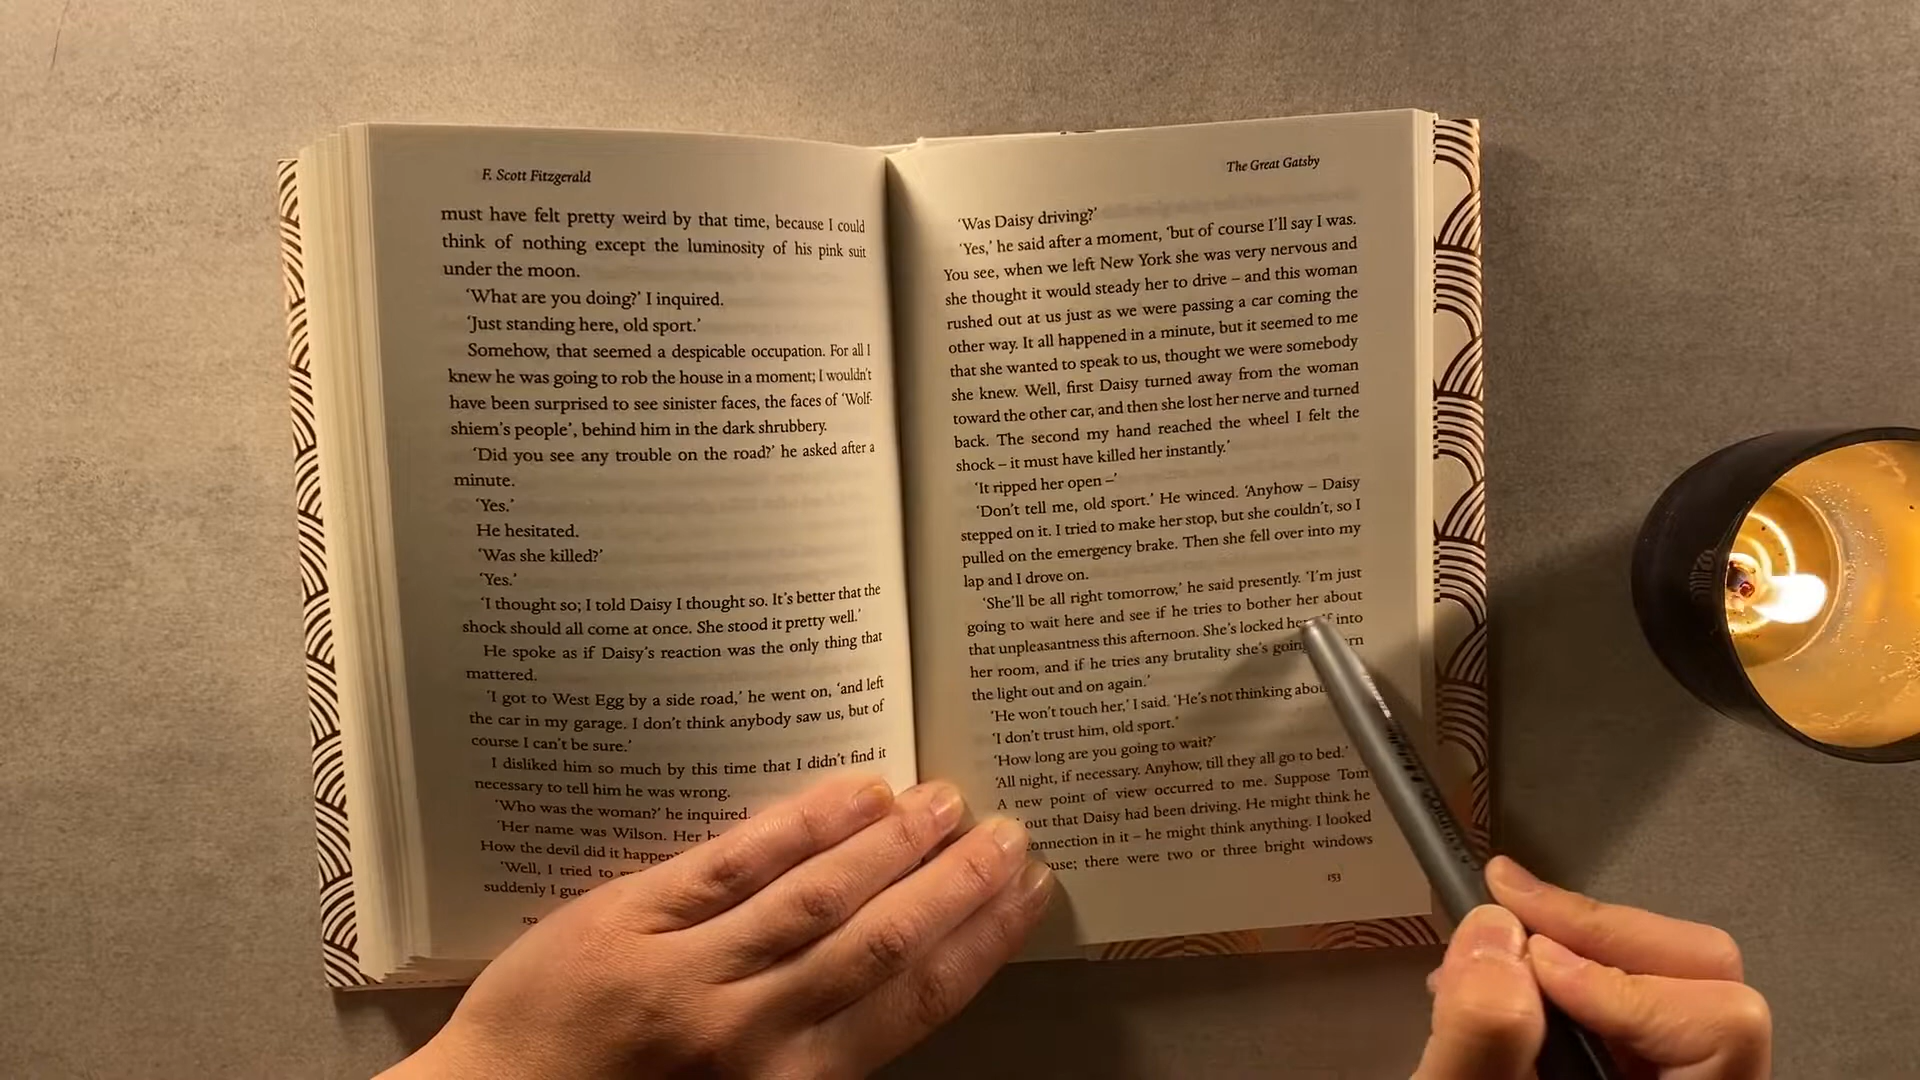 F. Scott Fitzgerald
must have felt pretty weird by that time, because I could
think of nothing except the luminosity of his pink suit
under the moon.
‘What are you doing?’ I inquired.
‘Just standing here, old sport.’
Somehow, that seemed a despicable occupation. For all I
knew he was going to rob the house in a moment; I wouldn’t
have been surprised to see sinister faces, the faces of ‘Wolf-
shiem’s people’, behind him in the dark shrubbery.
‘Did you see any trouble on the road?’ he asked after a
minute.
‘Yes.’
He hesitated.
‘Was she killed?’
‘Yes.’
‘I thought so; I told Daisy I thought so. It’s better that the
shock should all come at once. She stood it pretty well.’
He spoke as if Daisy’s reaction was the only thing that
mattered.
‘I got to West Egg by a side road,’ he went on, ‘and left
the car in my garage. I don’t think anybody saw us, but of
course I can’t be sure.’
I disliked him so much by this time that I didn’t find it
necessary to tell him he was wrong.
‘Who was the woman?’ he inquired.
‘Her name was Wilson. Her
How the devil did it happen
‘Well, I tried to
suddenly I
152
The Great Gatsby
‘Was Daisy driving?’
‘Yes,’ he said after a moment, ‘but of course I’ll say I was.
You see, when we left New York she was very nervous and
she thought it would steady her to drive – and this woman
rushed out at us just as we were passing a car coming the
other way. It all happened in a minute, but it seemed to me
that she wanted to speak to us, thought we were somebody
she knew. Well, first Daisy turned away from the woman
toward the other car, and then she lost her nerve and turned
back. The second my hand reached the wheel I felt the
shock – it must have killed her instantly.’
‘It ripped her open –’
‘Don’t tell me, old sport.’ He winced. ‘Anyhow – Daisy
stepped on it. I tried to make her stop, but she couldn’t, so I
pulled on the emergency brake. Then she fell over into my
lap and I drove on.
‘She’ll be all right tomorrow,’ he said presently. ‘I’m just
going to wait here and see if he tries to bother her about
that unpleasantness this afternoon. She’s locked into
her room, and if he tries any brutality she’s
the light out and on again.’
‘He won’t touch her,’ I said. ‘He’s not thinking
‘I don’t trust him, old sport.’
‘How long are you going to wait?’
‘All night, if necessary. Anyhow, till they all go to bed.’
A new point of view occurred to me. Suppose Tom
out that Daisy had been driving. He might think he
connection in it – he might think anything. I looked
there were two or three bright windows
153